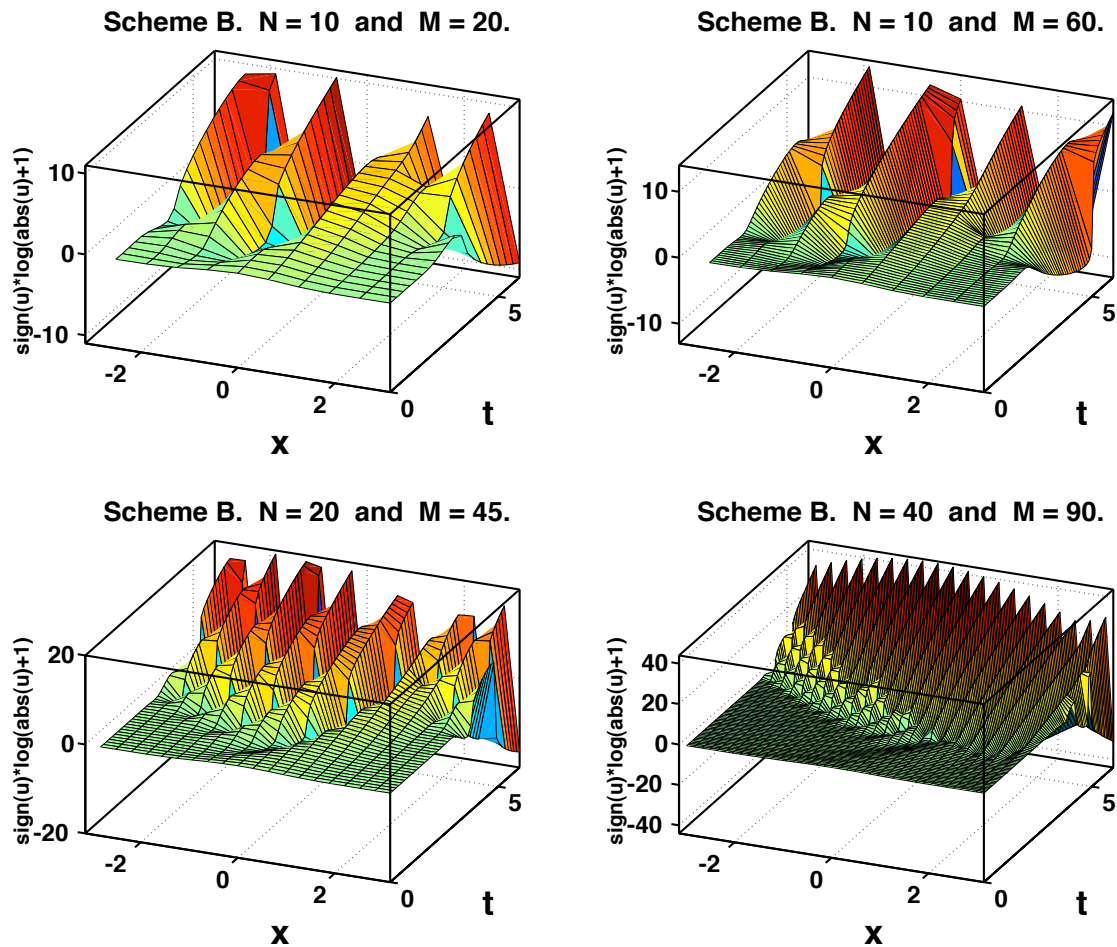 Scheme B. N = 10 and M = 20.
sign(u)*log(abs(u)+1)
10
0
-10
-2
0
2
0
5
x
t
Scheme B. N = 10 and M = 60.
sign(u)*log(abs(u)+1)
10
0
-10
-2
0
2
0
5
x
t
Scheme B. N = 20 and M = 45.
sign(u)*log(abs(u)+1)
20
0
-20
-2
0
2
0
5
x
t
Scheme B. N = 40 and M = 90.
sign(u)*log(abs(u)+1)
40
20
0
-20
-40
-2
0
2
0
5
x
t